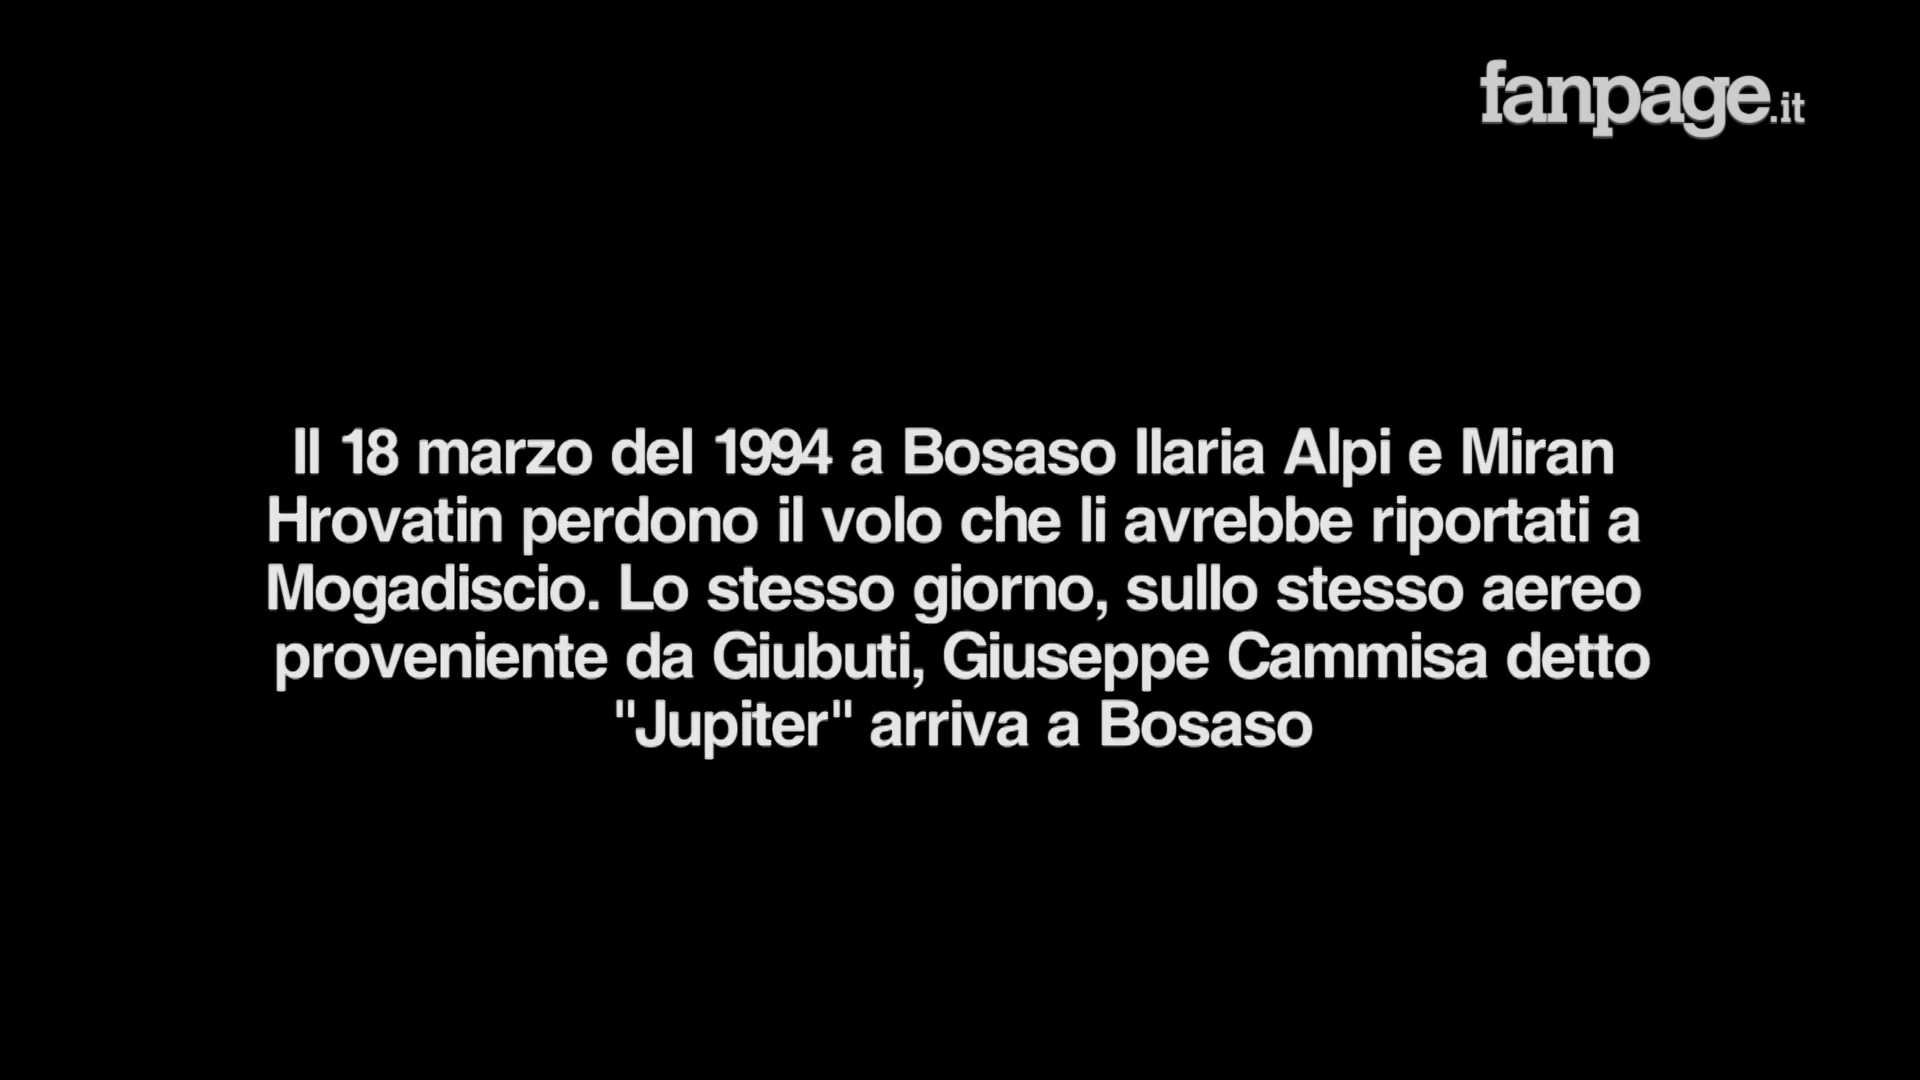 fanpage.it
Il 18 marzo del 1994 a Bosaso Ilaria Alpi e Miran
Hrovatin perdono il volo che li avrebbe riportati a
Mogadiscio. Lo stesso giorno, sullo stesso aereo
proveniente da Giubuti, Giuseppe Cammisa detto
"Jupiter" arriva a Bosaso